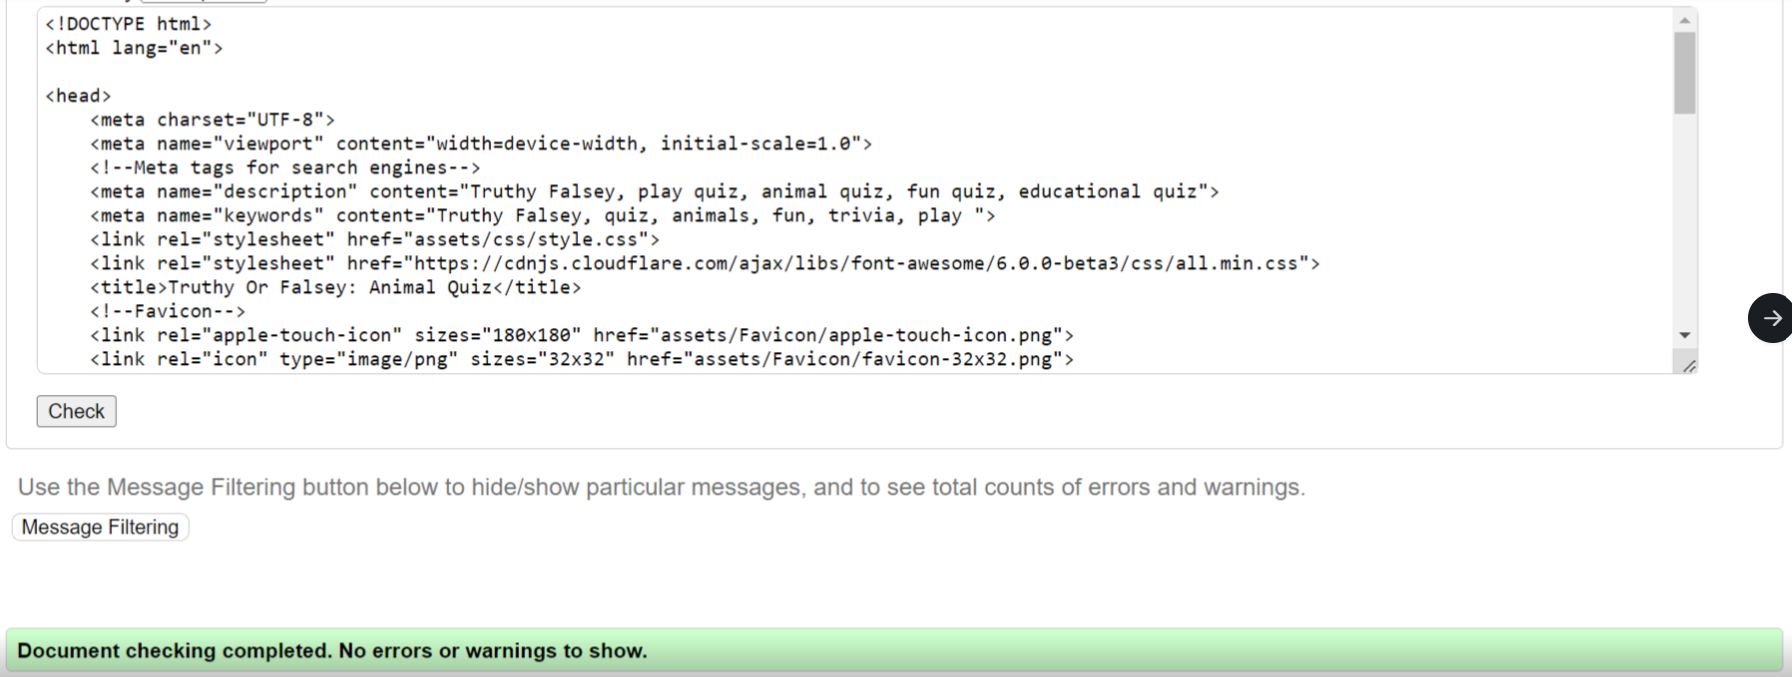 <!DOCTYPE html>
<html lang="en">
<head>
<meta charset="UTF-8">
<meta name="viewport" content="width=device-width, initial-scale=1.0">
<!--Meta tags for search engines-->
<meta name="description" content="Truthy Falsey, play quiz, animal quiz, fun quiz, educational quiz">
<meta name="keywords" content="Truthy Falsey, quiz, animals, fun, trivia, play ">
<link rel="stylesheet" href="assets/css/style.css">
<link rel="stylesheet" href="https://cdnjs.cloudflare.com/ajax/libs/font-awesome/6.0.0-beta3/css/all.min.css">
<title>Truthy Or Falsey: Animal Quiz</title>
<!--Favicon-->
<link rel="apple-touch-icon" sizes="180x180" href="assets/Favicon/apple-touch-icon.png">
<link rel="icon" type="image/png" sizes="32x32" href="assets/Favicon/favicon-32x32.png">
Check
Use the Message Filtering button below to hide/show particular messages, and to see total counts of errors and warnings.
Message Filtering
Document checking completed. No errors or warnings to show.